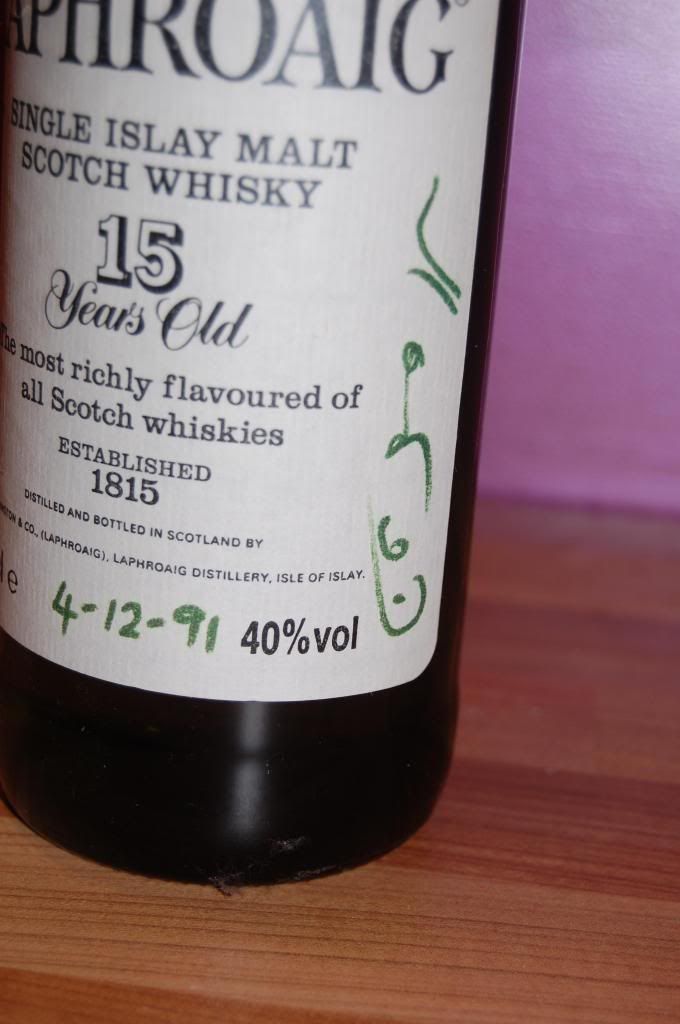 APHROAIG®
SINGLE ISLAY MALT
SCOTCH WHISKY
15
Years Old
The most richly flavoured of
all Scotch whiskies
ESTABLISHED
1815
DISTILLED AND BOTTLED IN SCOTLAND BY
& CO., (LAPHROAIG), LAPHROAIG DISTILLERY, ISLE OF ISLAY.
e
4-12-91 40%vol